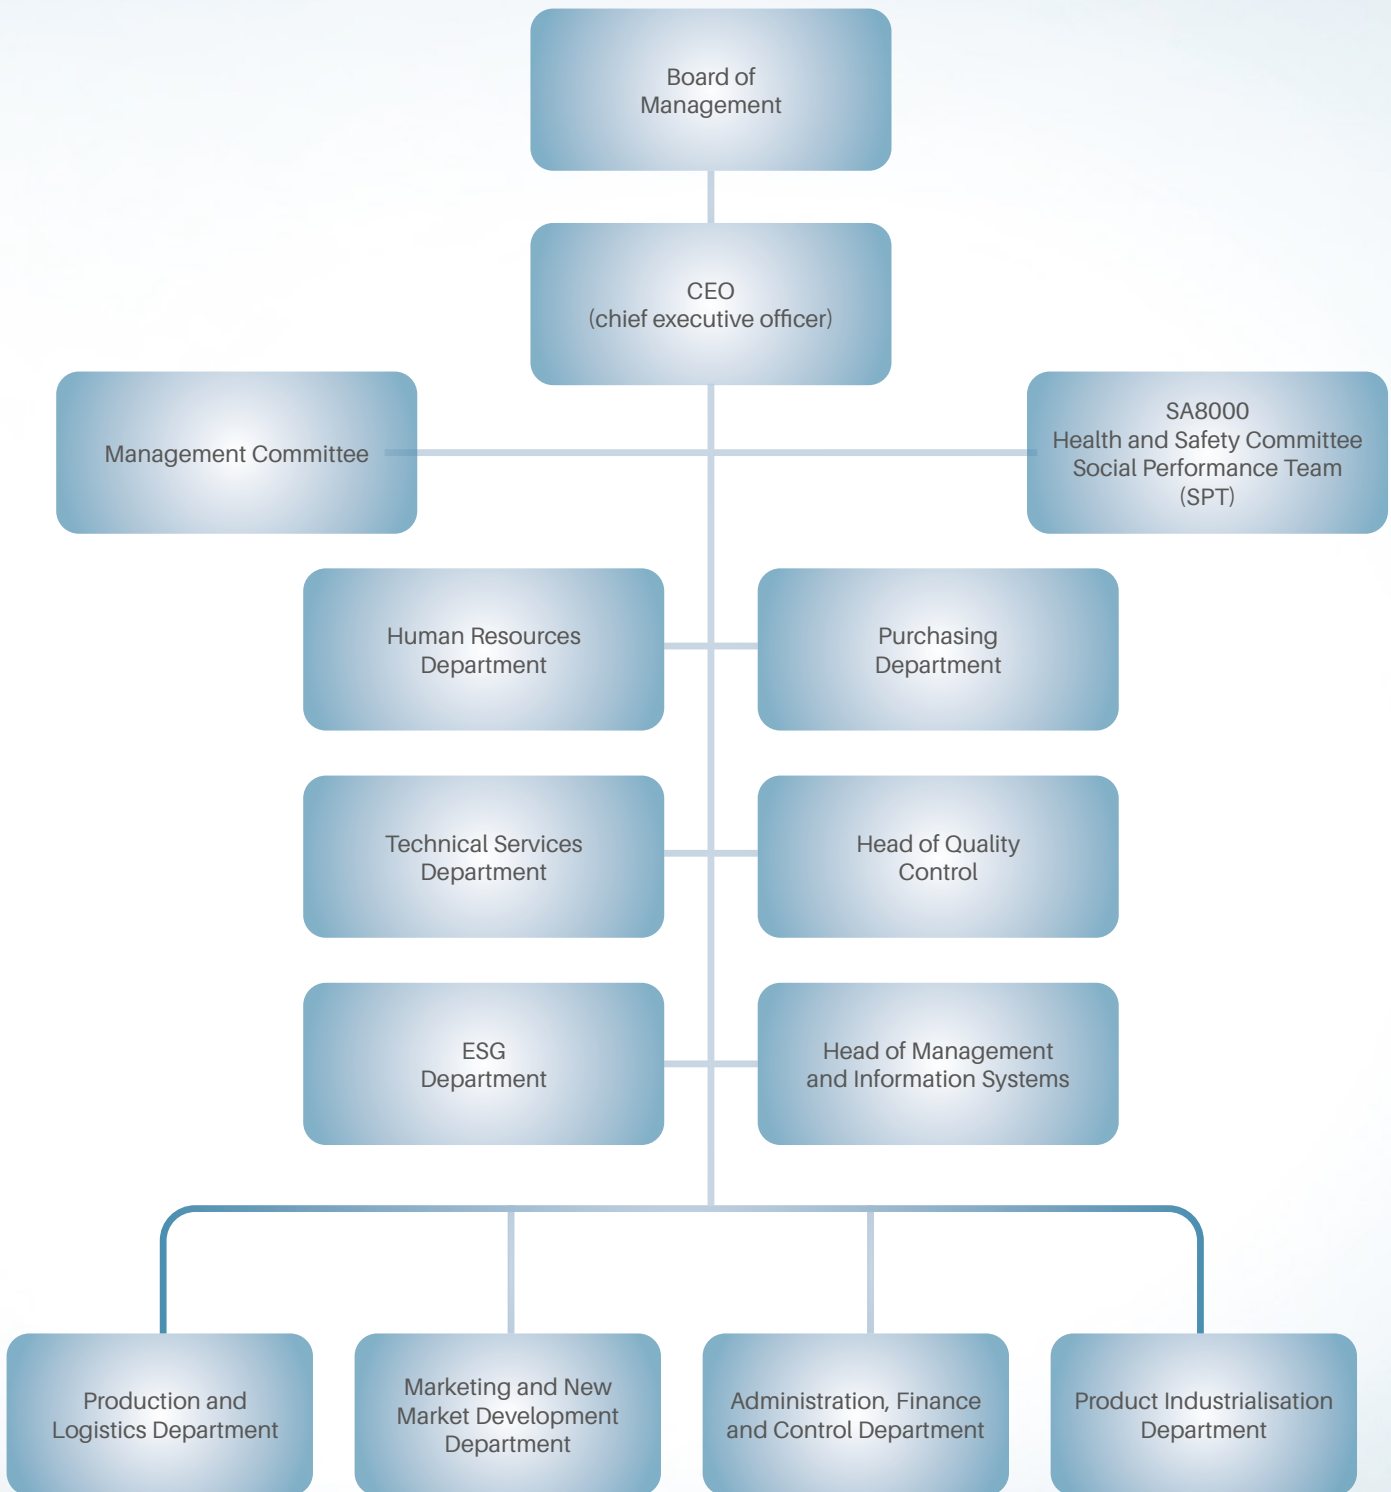 Board of
Management
CEO
(chief executive officer)
Management Committee
SA8000
Health and Safety Committee
Social Performance Team
(SPT)
Human Resources
Department
Purchasing
Department
Technical Services
Department
Head of Quality
Control
ESG
Department
Head of Management
and Information Systems
Production and
Logistics Department
Marketing and New
Market Development
Department
Administration, Finance
and Control Department
Product Industrialisation
Department